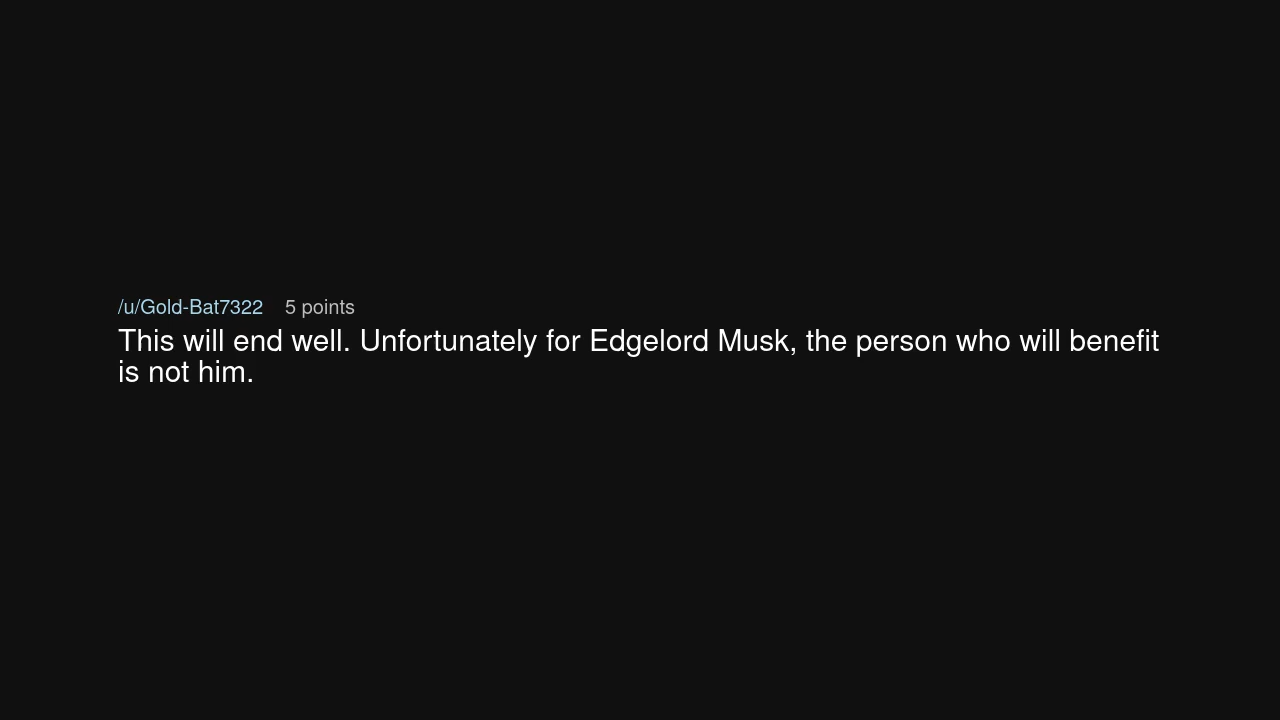 /u/Gold-Bat7322 5 points
This will end well. Unfortunately for Edgelord Musk, the person who will benefit
is not him.